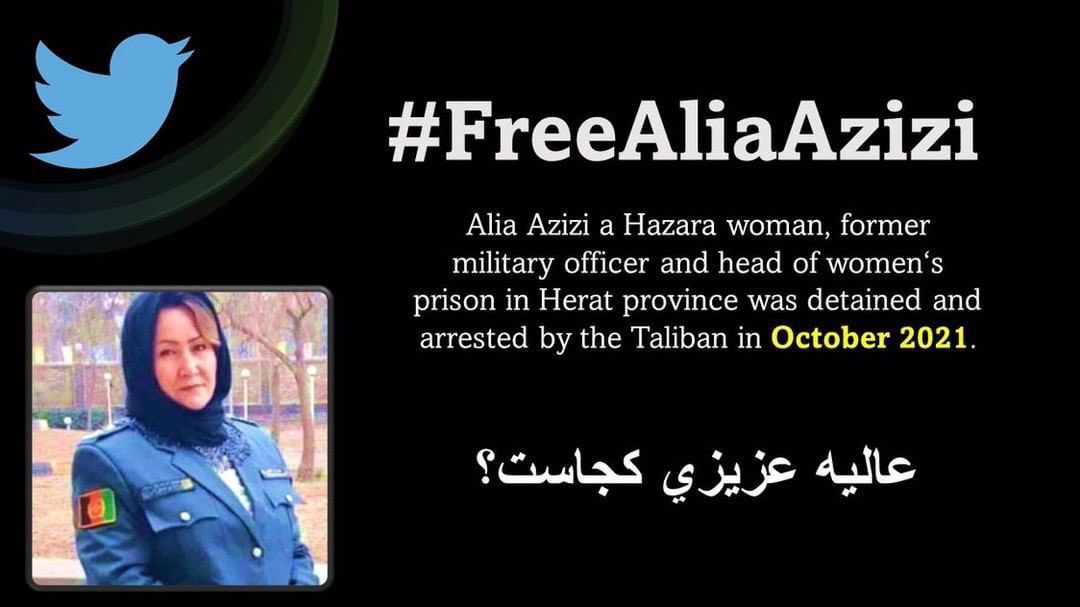 #FreeAliaAzizi
Alia Azizi a Hazara woman, former
military officer and head of women‘s
prison in Herat province was detained and
arrested by the Taliban in October 2021.
عاليه عزيزي کجاست؟